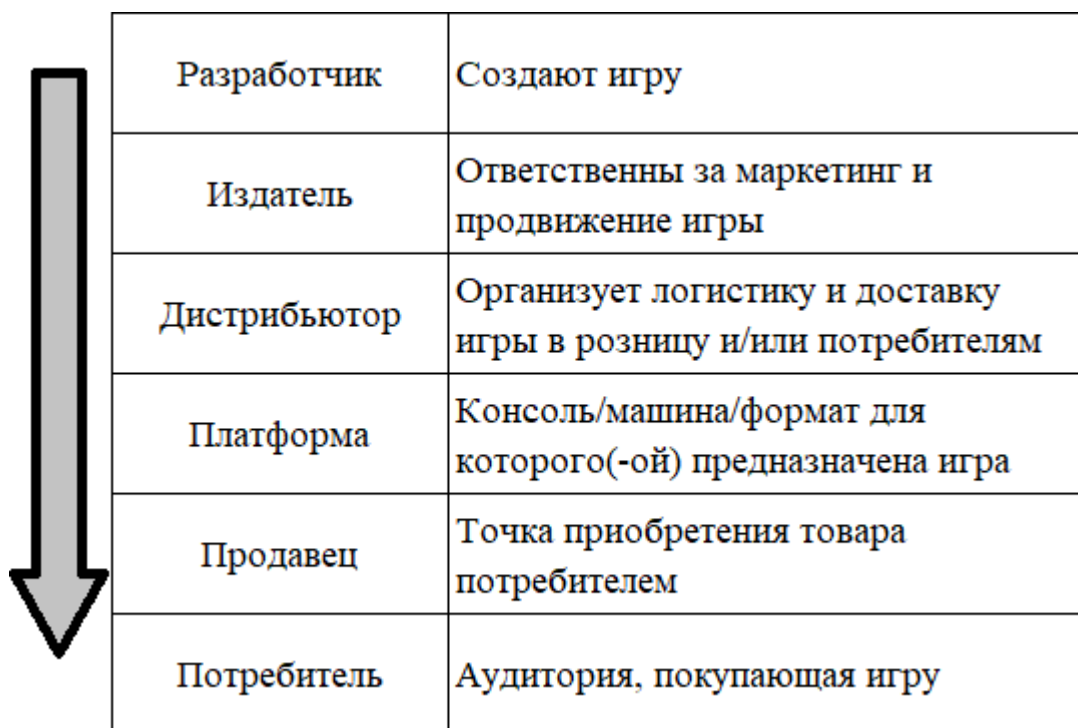 Разработчик
Создают игру
Издатель
Ответственны за маркетинг и
продвижение игры
Дистрибьютор
Организует логистику и доставку
игры в розницу и/или потребителям
Платформа
Консоль/машина/формат для
которого(-ой) предназначена игра
Продавец
Точка приобретения товара
потребителем
Потребитель
Аудитория, покупающая игру